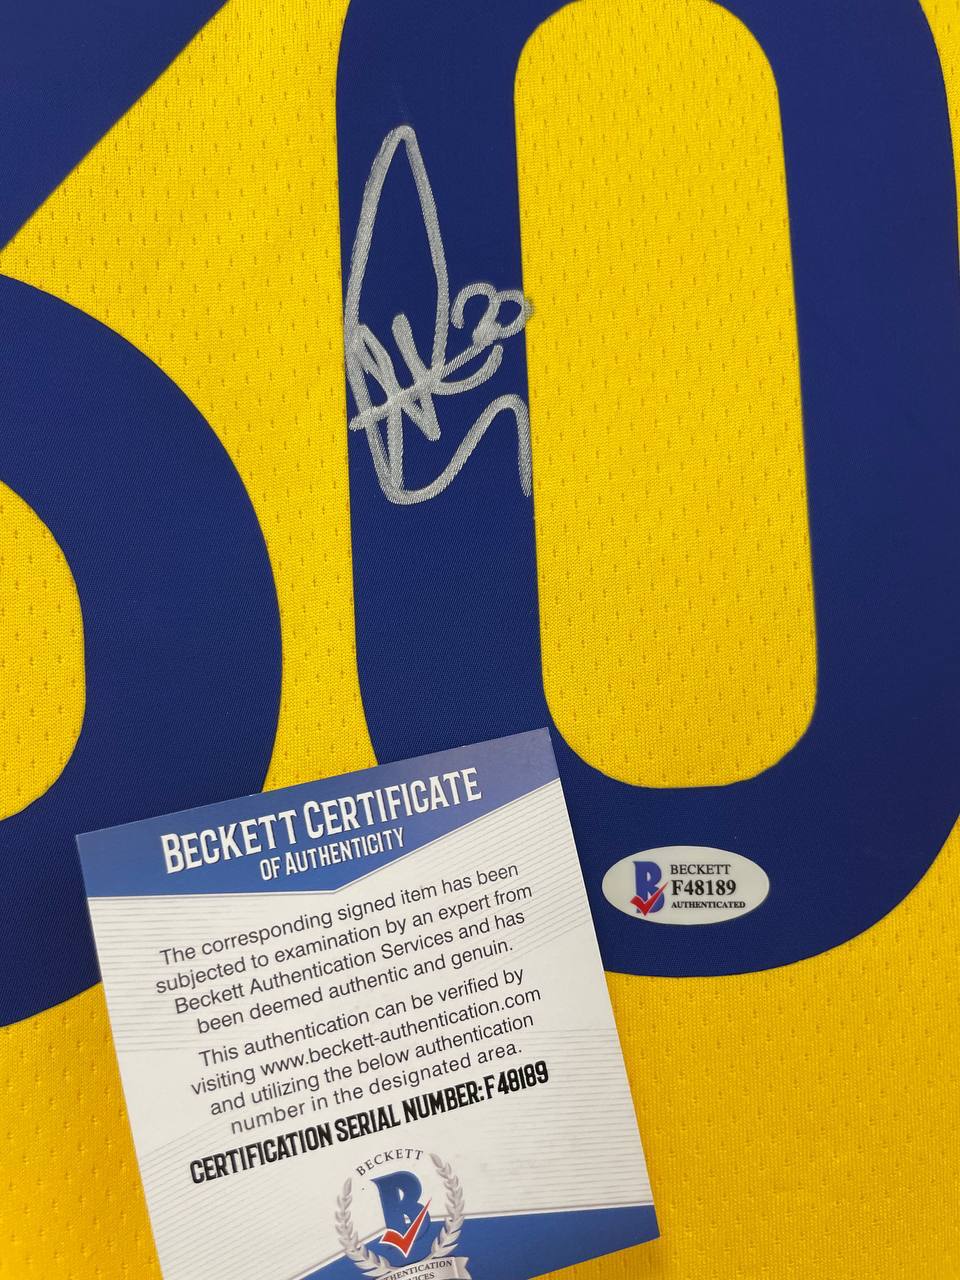 30
30
BECKETT
F48189
AUTHENTICATED
BECKETT CERTIFICATE
OF AUTHENTICITY
The corresponding signed item has been
subjected to examination by an expert from
Beckett Authentication Services and has
been deemed authentic and genuin.
This authentication can be verified by
visiting www.beckett-authentication.com
and utilizing the below authentication
number in the designated area.
CERTIFICATION SERIAL NUMBER: F48189
BECKETT
B